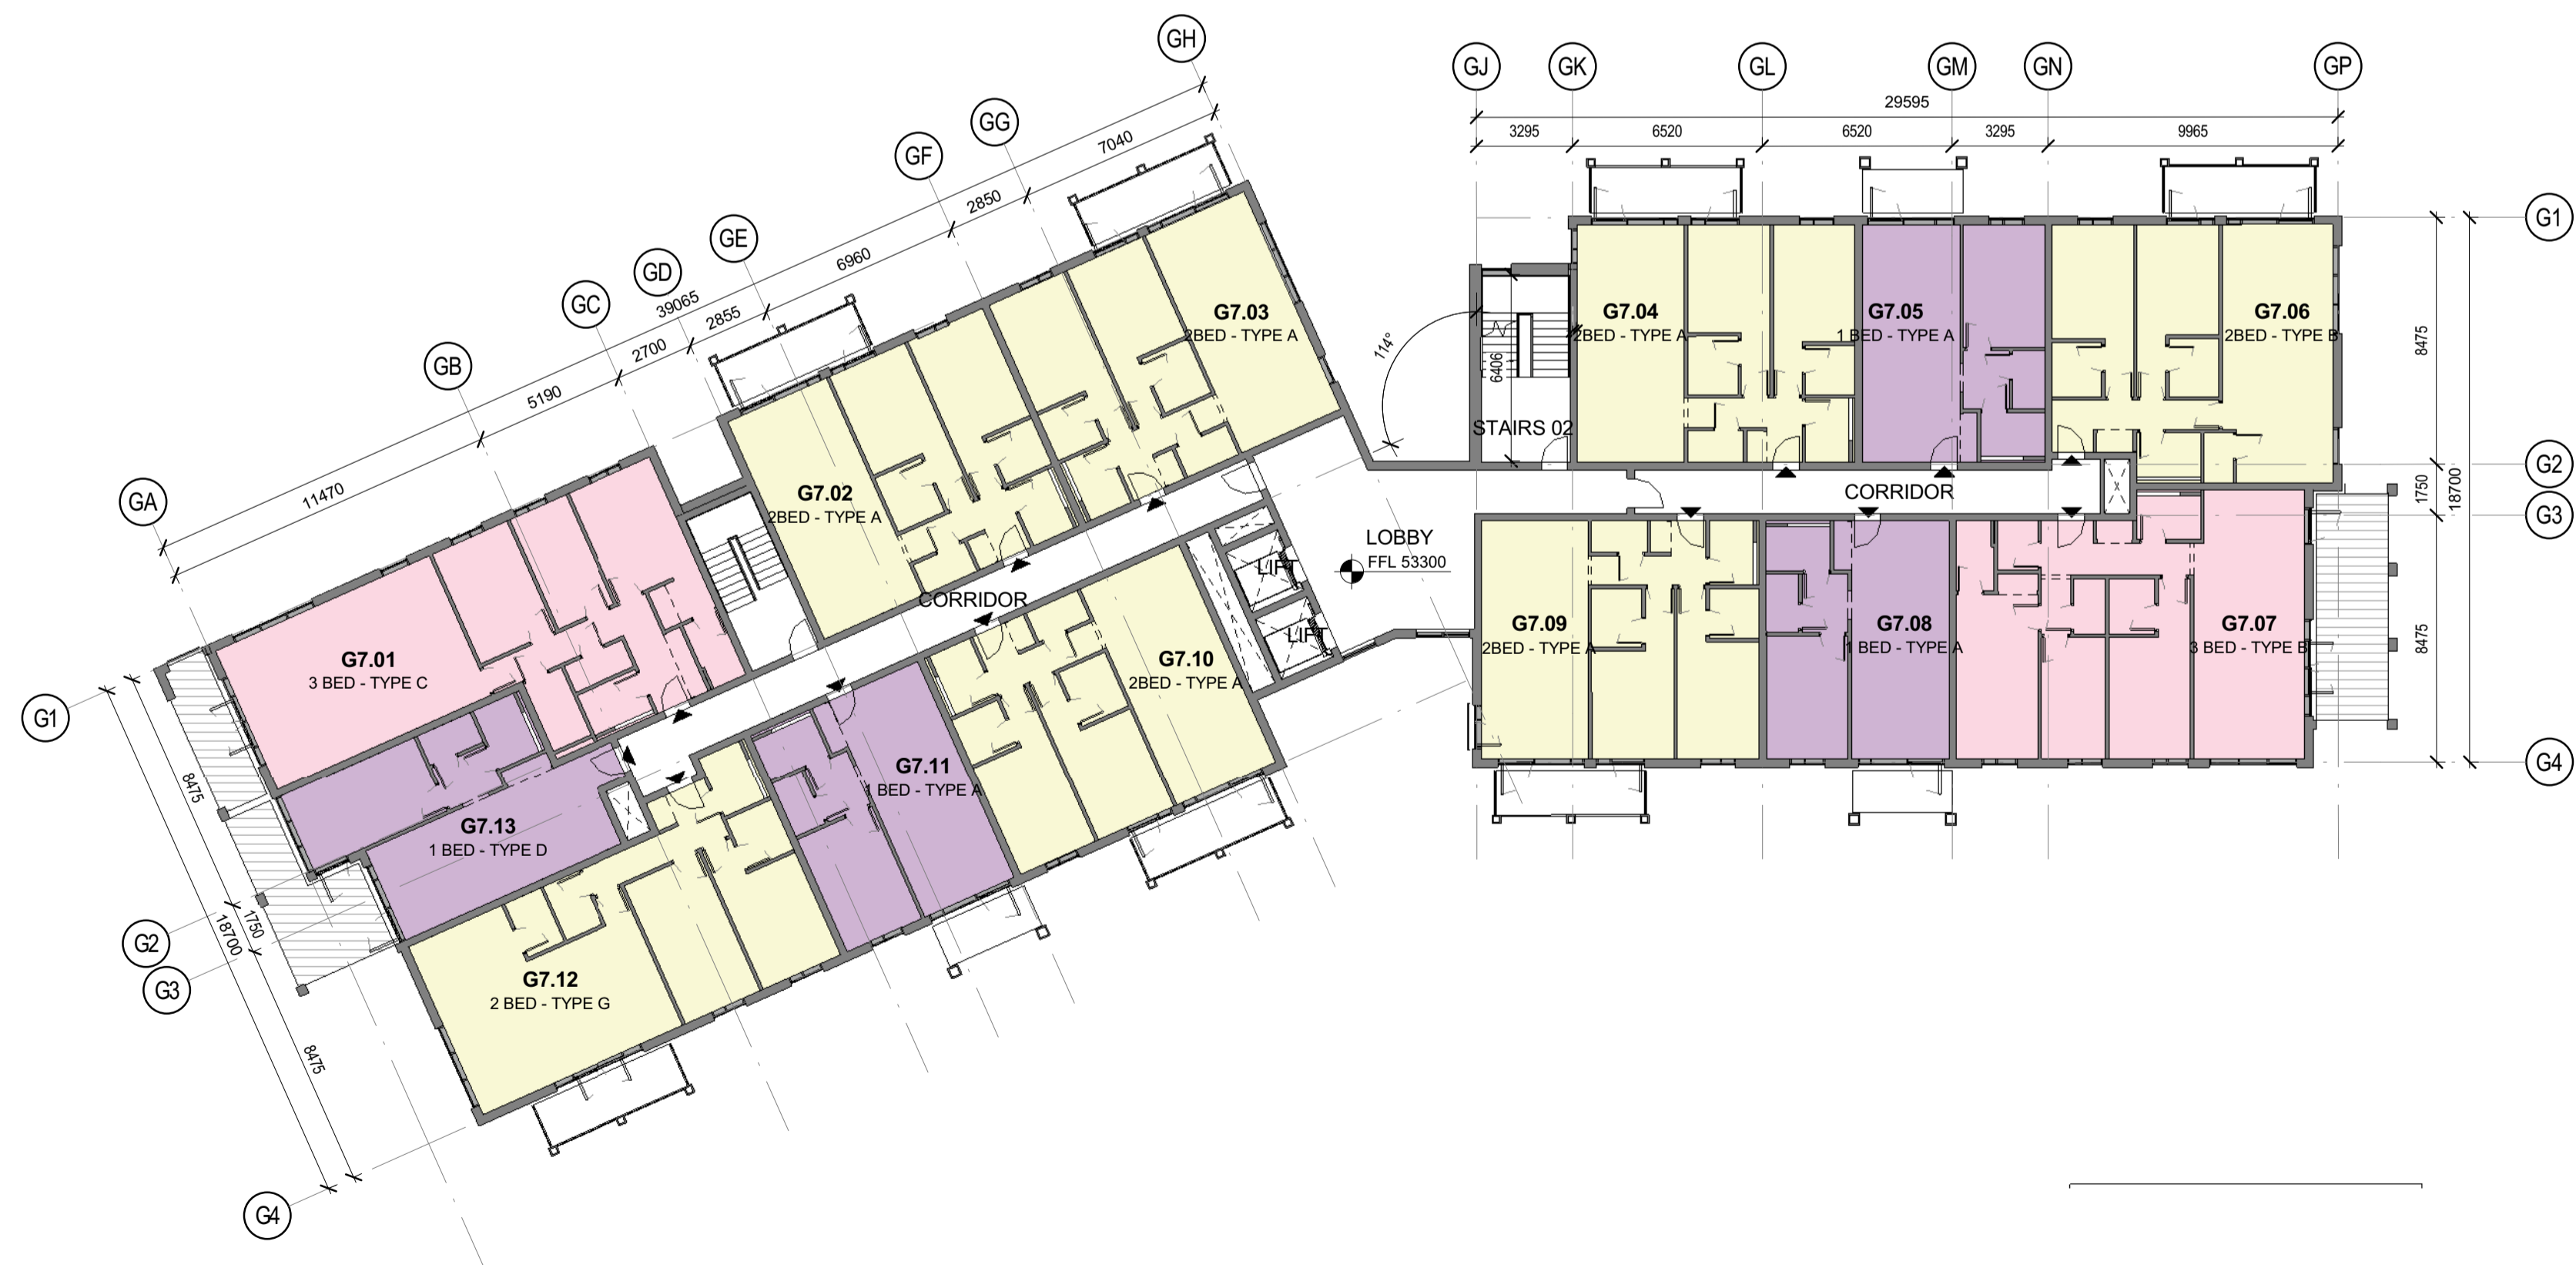 GH
GJ
GK
GL
GM
GN
GP
29595
3295
6520
6520
3295
9965
GG
7040
GF
2850
GE
6960
GD
39065
2855
GC
2700
GB
5190
GA
11470
G1
G2
G3
G4
8475
1750
18700
8475
G7.03
2BED - TYPE A
G7.04
2BED - TYPE A
G7.05
1 BED - TYPE A
G7.06
2BED - TYPE B
114°
6406
STAIRS 02
G7.02
2BED - TYPE A
CORRIDOR
LOBBY
FFL 53300
LIFT
LIFT
CORRIDOR
G7.01
3 BED - TYPE C
G7.10
2BED - TYPE A
G7.09
2BED - TYPE A
G7.08
1 BED - TYPE A
G7.07
3 BED - TYPE B
G7.11
1 BED - TYPE A
G7.13
1 BED - TYPE D
G7.12
2 BED - TYPE G
G1
8475
G2
1750
18700
G3
8475
G4